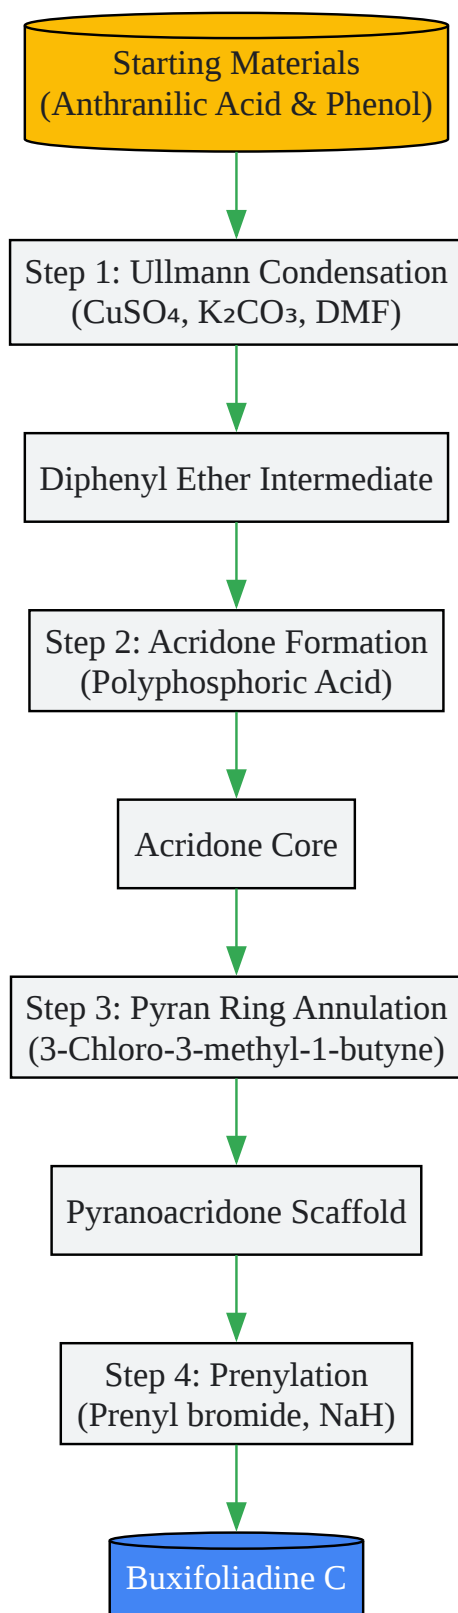 Starting Materials
(Anthranilic Acid & Phenol)
Step 1: Ullmann Condensation
(CuSO₄, K₂CO₃, DMF)
Diphenyl Ether Intermediate
Step 2: Acridone Formation
(Polyphosphoric Acid)
Acridone Core
Step 3: Pyran Ring Annulation
(3-Chloro-3-methyl-1-butyne)
Pyranoacridone Scaffold
Step 4: Prenylation
(Prenyl bromide, NaH)
Buxifoliadine C